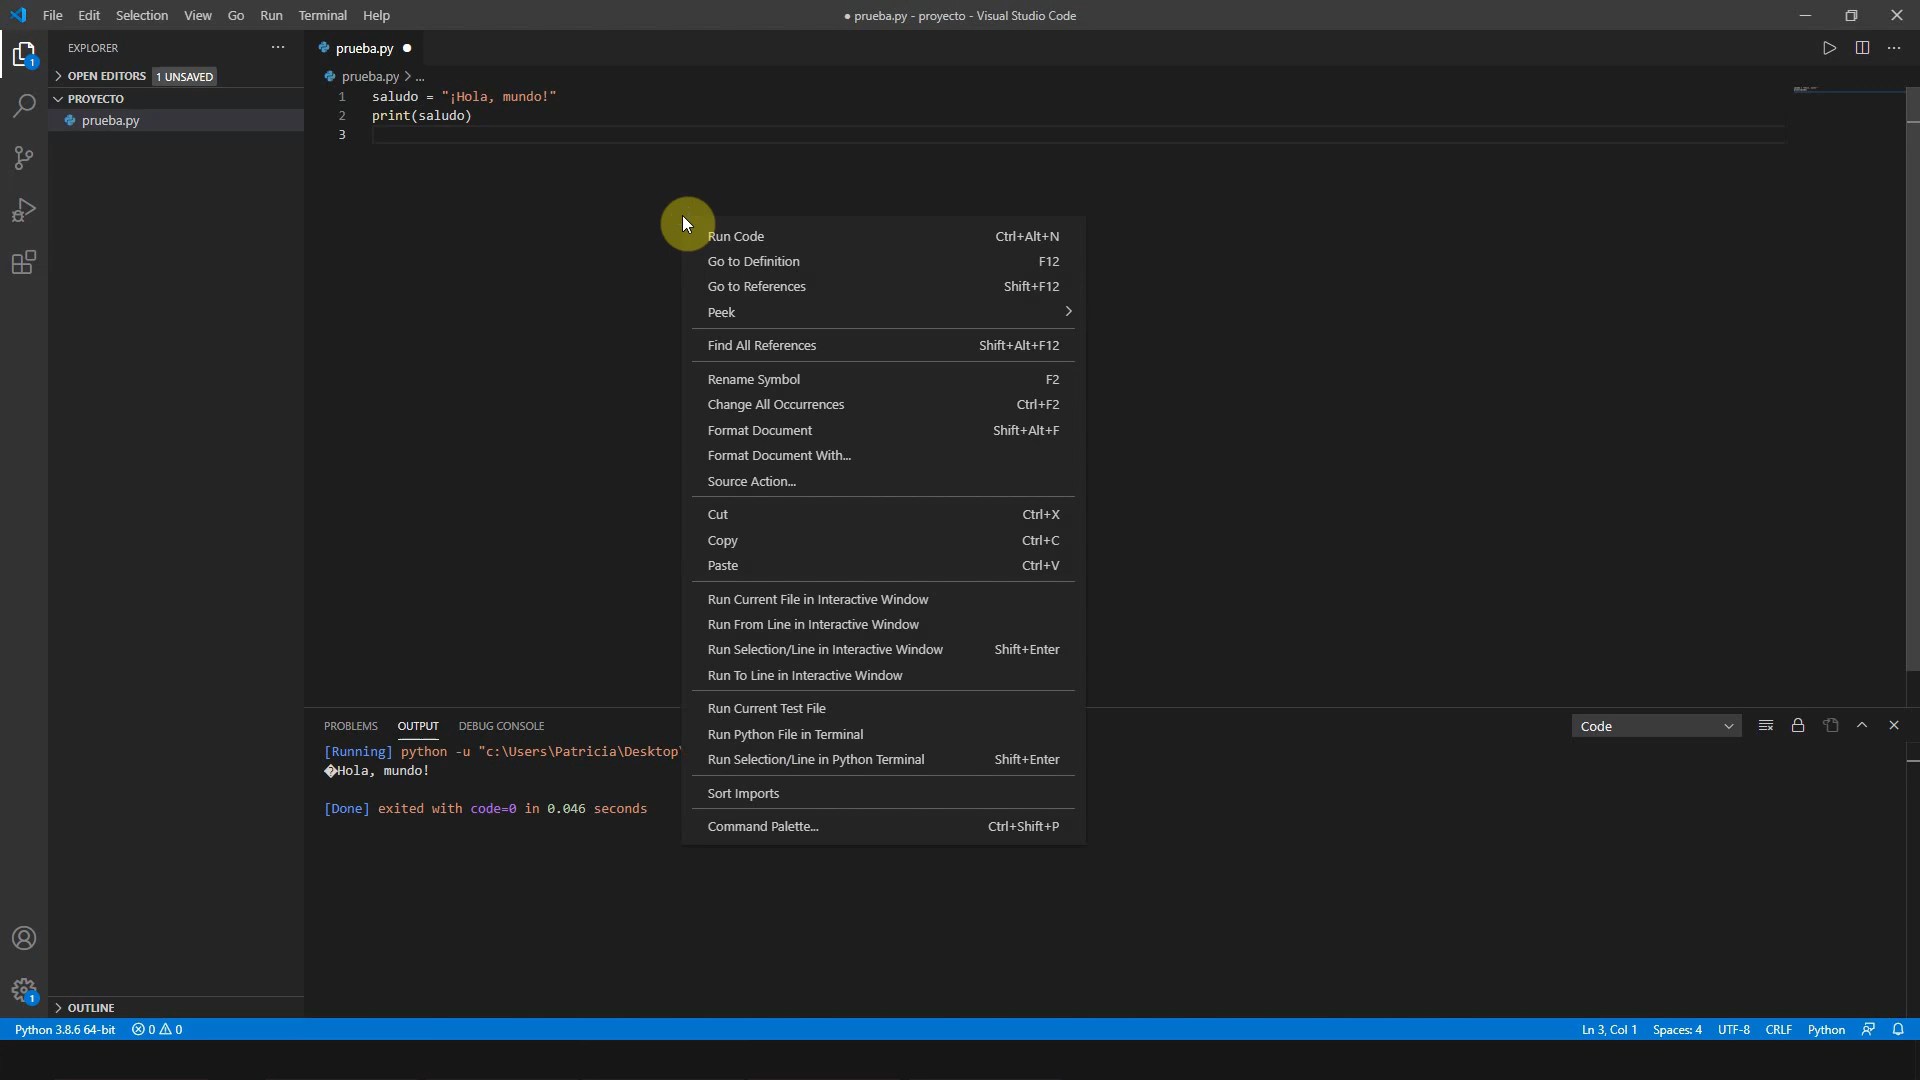 File Edit Selection View Go Run Terminal Help
● prueba.py - proyecto - Visual Studio Code
EXPLORER
OPEN EDITORS 1 UNSAVED
PROYECTO
prueba.py
OUTLINE
prueba.py
prueba.py > ...
1 saludo = "¡Hola, mundo!"
2 print(saludo)
3
Run Code Ctrl+Alt+N
Go to Definition F12
Go to References Shift+F12
Peek
Find All References Shift+Alt+F12
Rename Symbol F2
Change All Occurrences Ctrl+F2
Format Document Shift+Alt+F
Format Document With...
Source Action...
Cut Ctrl+X
Copy Ctrl+C
Paste Ctrl+V
Run Current File in Interactive Window
Run From Line in Interactive Window
Run Selection/Line in Interactive Window Shift+Enter
Run To Line in Interactive Window
Run Current Test File
Run Python File in Terminal
Run Selection/Line in Python Terminal Shift+Enter
Sort Imports
Command Palette... Ctrl+Shift+P
PROBLEMS OUTPUT DEBUG CONSOLE
Code
[Running] python -u "c:\Users\Patricia\Desktop\
�Hola, mundo!
[Done] exited with code=0 in 0.046 seconds
1
1
Python 3.8.6 64-bit 0 0
Ln 3, Col 1 Spaces: 4 UTF-8 CRLF Python